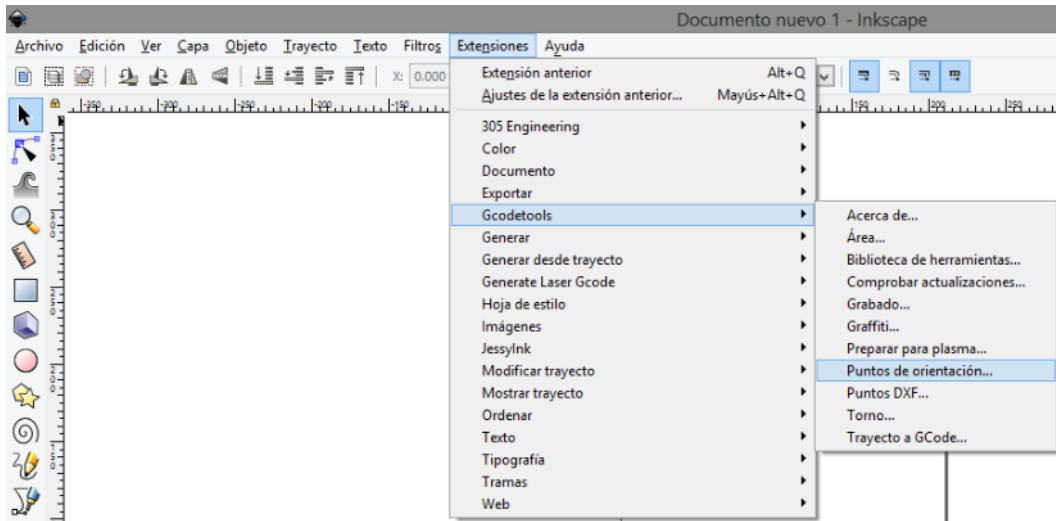 Documento nuevo 1 - Inkscape
Archivo Edición Ver Capa Objeto Trayecto Texto Filtros Extensiones Ayuda
X: 0.000
Extensión anterior Alt+Q
Ajustes de la extensión anterior... Mayús+Alt+Q
305 Engineering
Color
Documento
Exportar
Gcodetools
Generar
Generar desde trayecto
Generate Laser Gcode
Hoja de estilo
Imágenes
JessyInk
Modificar trayecto
Mostrar trayecto
Ordenar
Texto
Tipografía
Tramas
Web
Acerca de...
Área...
Biblioteca de herramientas...
Comprobar actualizaciones...
Grabado...
Graffiti...
Preparar para plasma...
Puntos de orientación...
Puntos DXF...
Torno...
Trayecto a GCode...